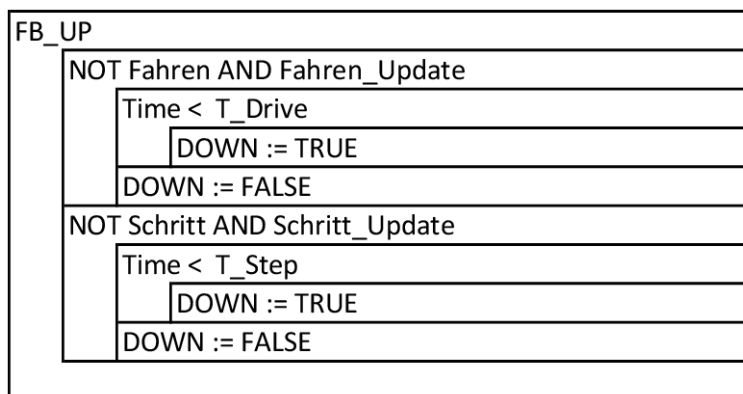 FB_UP
NOT Fahren AND Fahren_Update
Time < T_Drive
DOWN := TRUE
DOWN := FALSE
NOT Schritt AND Schritt_Update
Time < T_Step
DOWN := TRUE
DOWN := FALSE